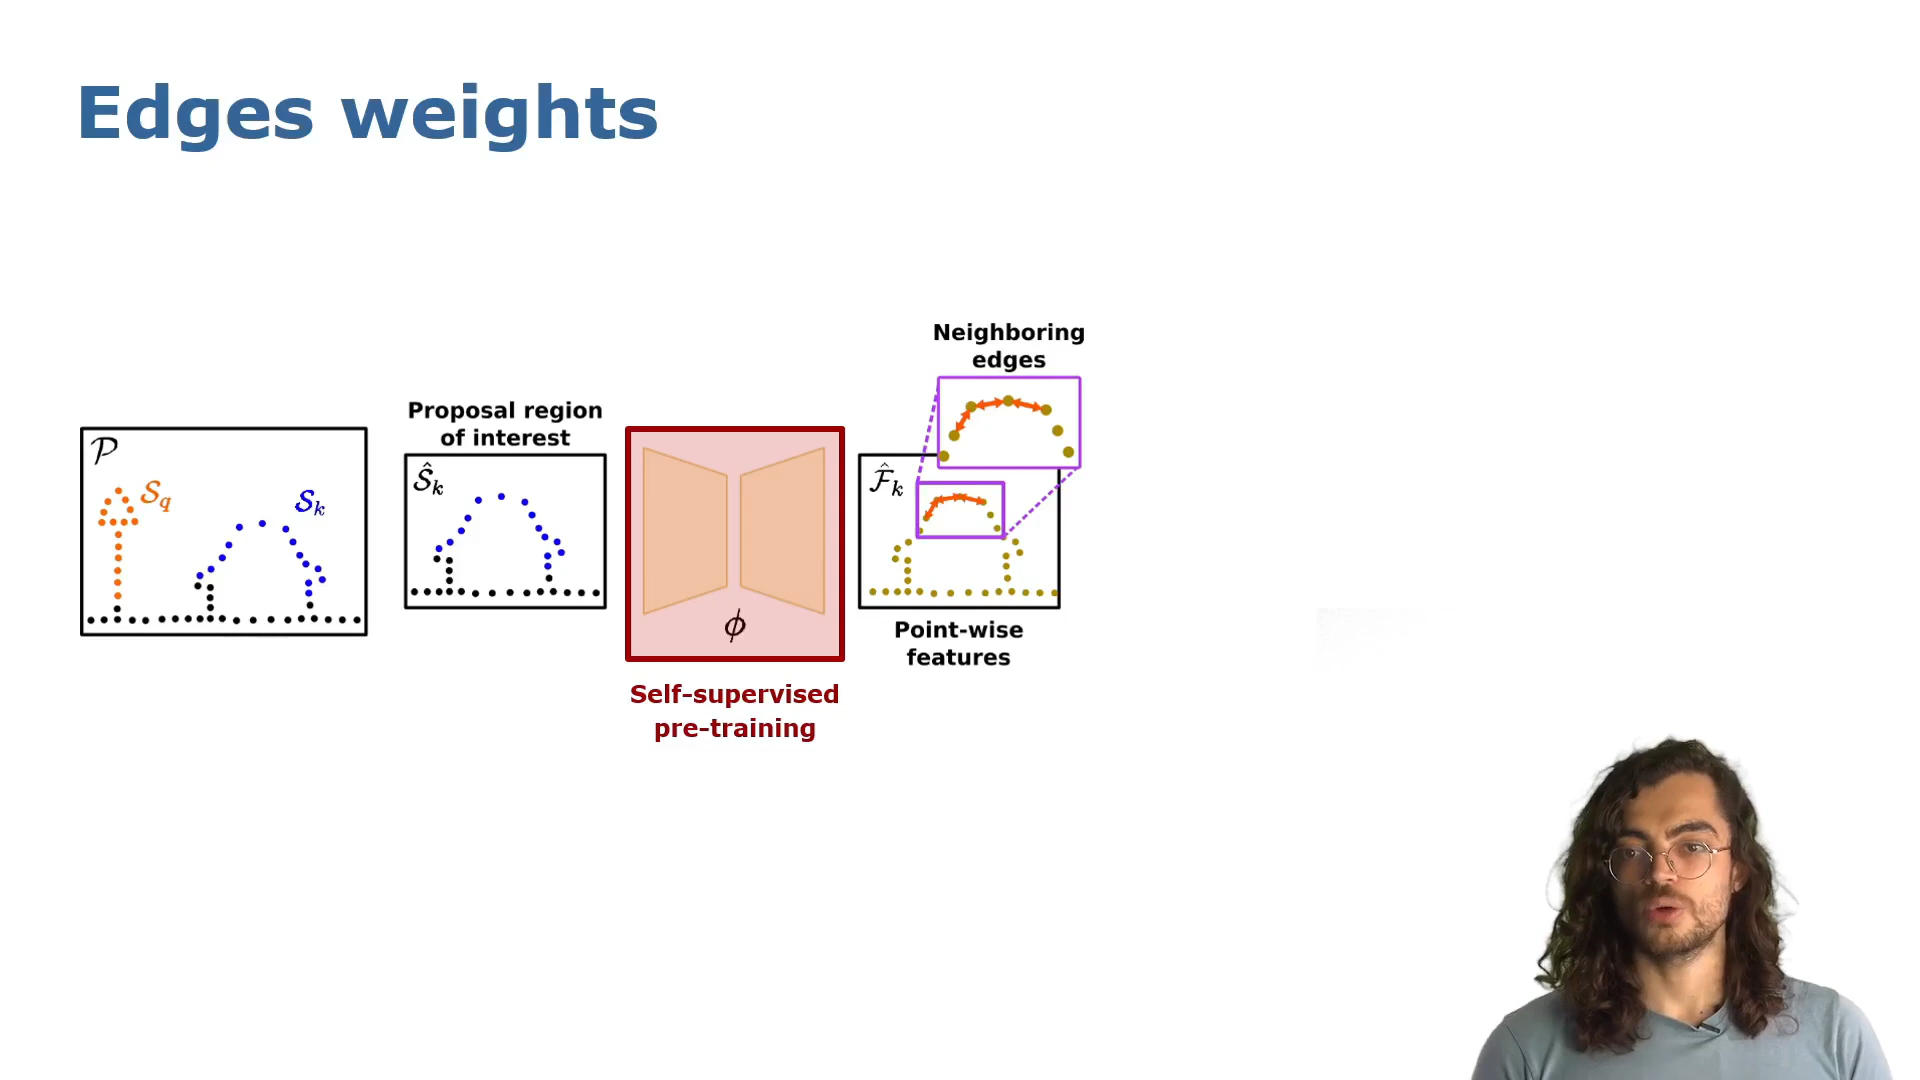 Edges weights
Neighboring
edges
Proposal region
of interest
𝒫
𝒮q
𝒮k
𝒮̂k
ϕ
ℱ̂k
Point-wise
features
Self-supervised
pre-training